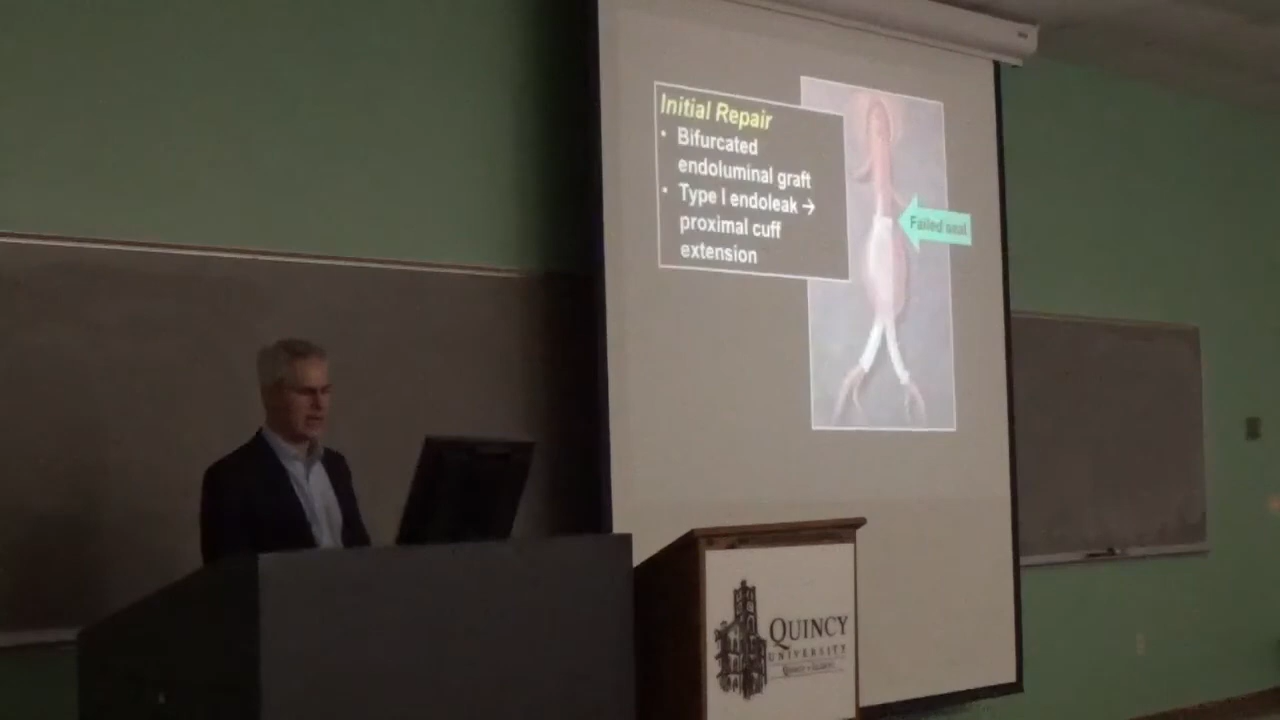 Initial Repair
• Bifurcated
endoluminal graft
• Type I endoleak →
proximal cuff
extension
Failed seal
QUINCY
UNIVERSITY